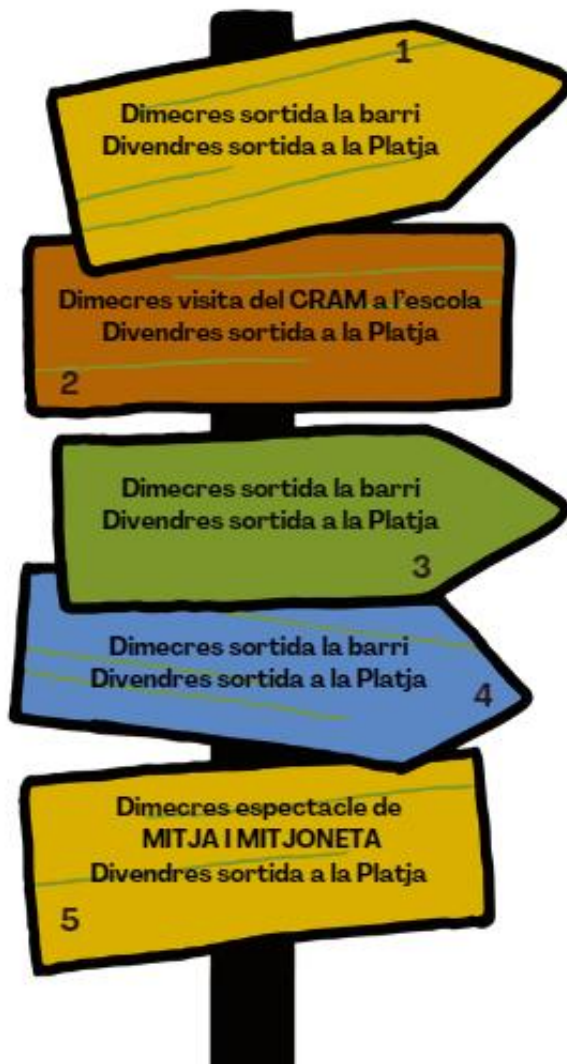 1
Dimecres sortida la barri
Divendres sortida a la Platja
Dimecres visita del CRAM a l'escola
Divendres sortida a la Platja
2
Dimecres sortida la barri
Divendres sortida a la Platja
3
Dimecres sortida la barri
Divendres sortida a la Platja
4
Dimecres espectacle de
MITJA I MITJONETA
Divendres sortida a la Platja
5